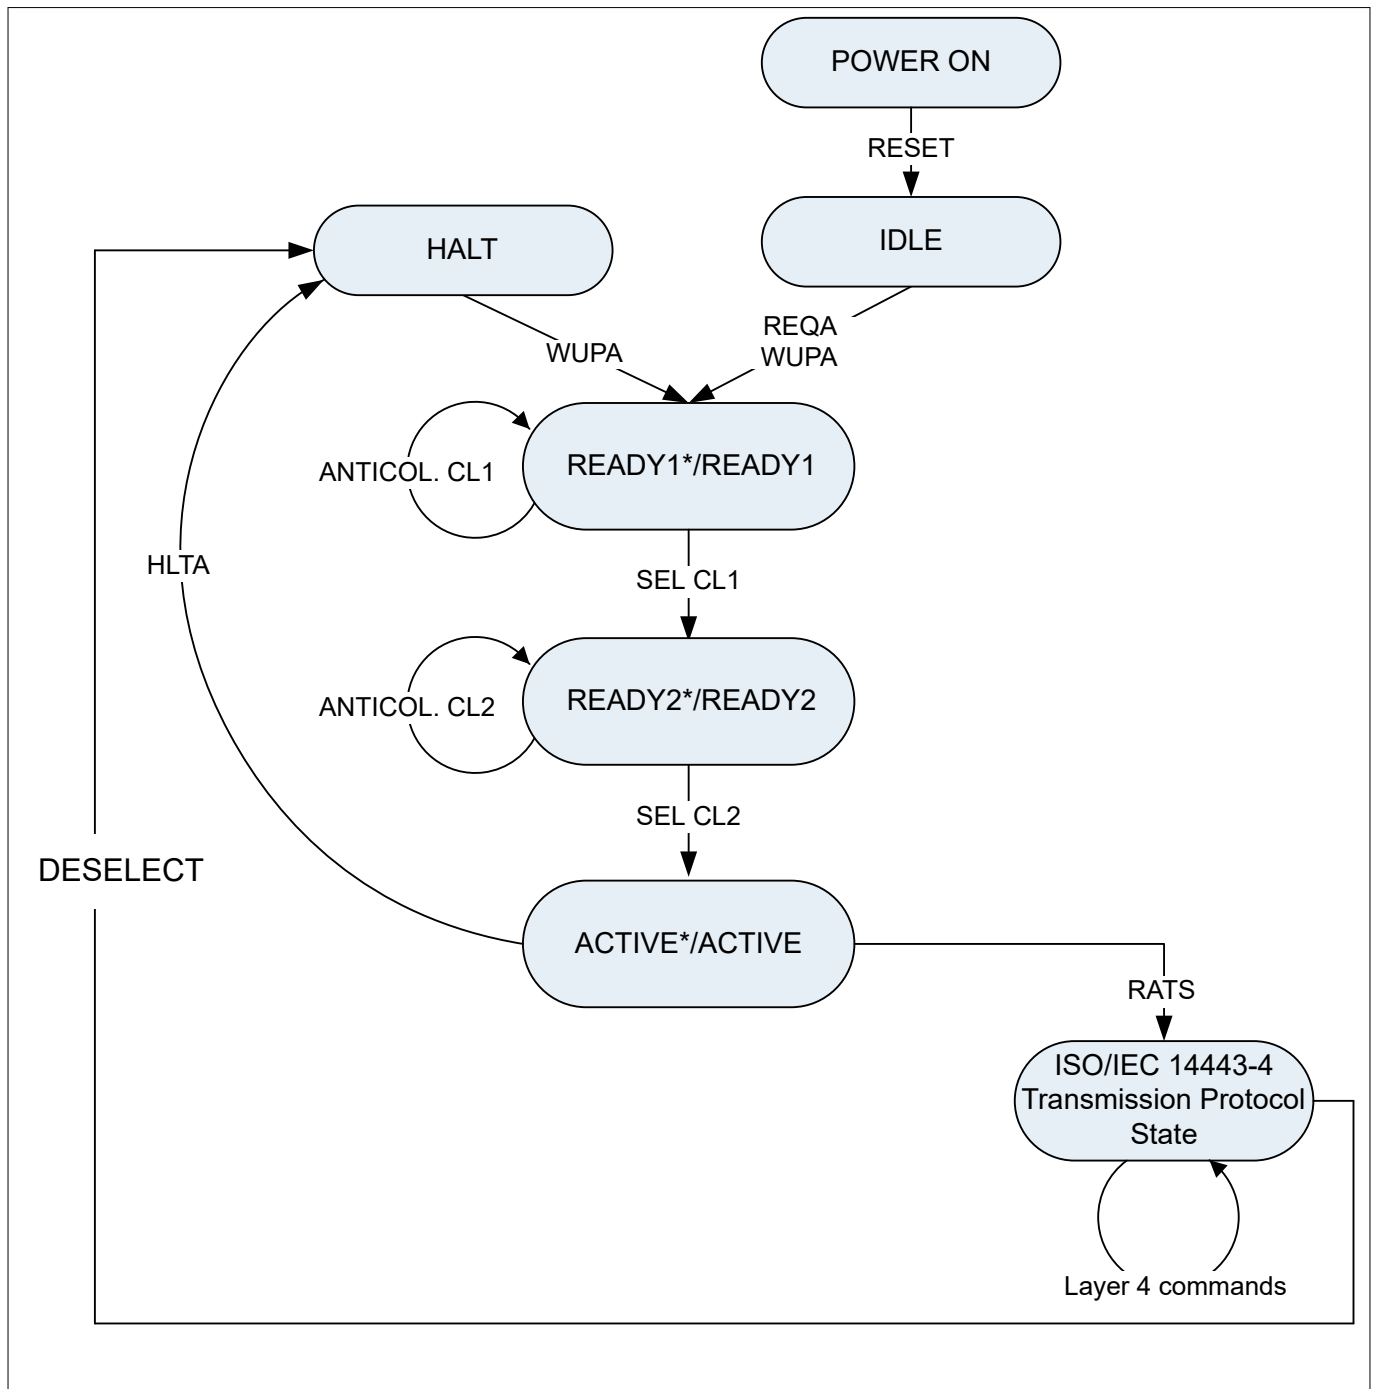 POWER ON
RESET
HALT
IDLE
REQA
WUPA
WUPA
READY1*/READY1
ANTICOL. CL1
HLTA
SEL CL1
READY2*/READY2
ANTICOL. CL2
SEL CL2
DESELECT
ACTIVE*/ACTIVE
RATS
ISO/IEC 14443-4
Transmission Protocol
State
Layer 4 commands